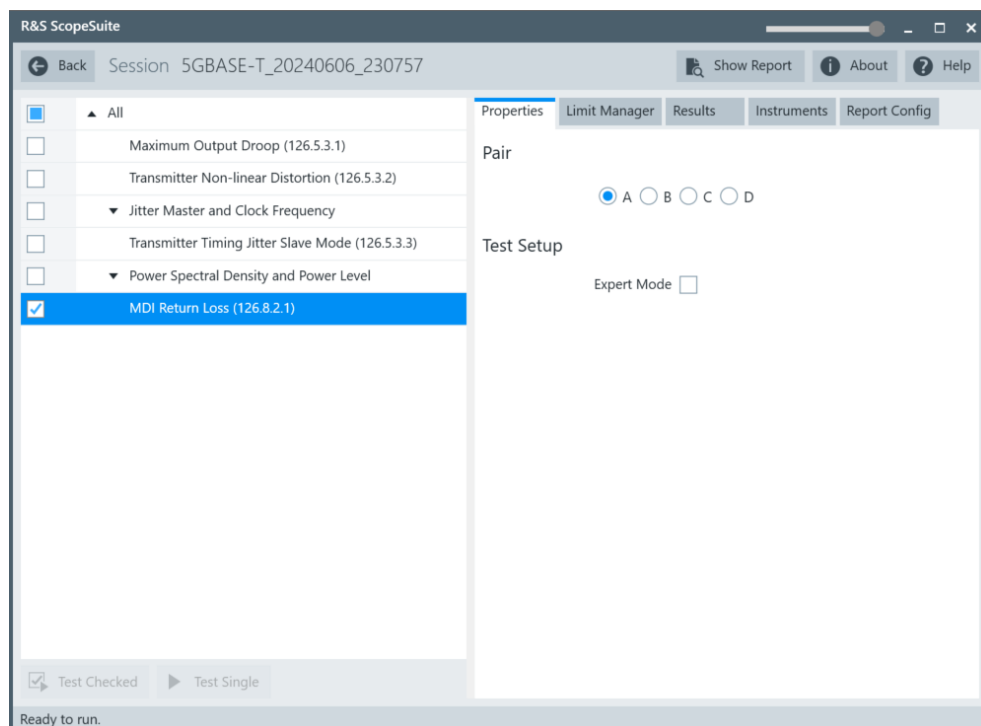 R&S ScopeSuite
Back Session 5GBASE-T_20240606_230757 Show Report About Help
All
Maximum Output Droop (126.5.3.1)
Transmitter Non-linear Distortion (126.5.3.2)
Jitter Master and Clock Frequency
Transmitter Timing Jitter Slave Mode (126.5.3.3)
Power Spectral Density and Power Level
MDI Return Loss (126.8.2.1)
Test Checked Test Single
Properties Limit Manager Results Instruments Report Config
Pair
A B C D
Test Setup
Expert Mode
Ready to run.